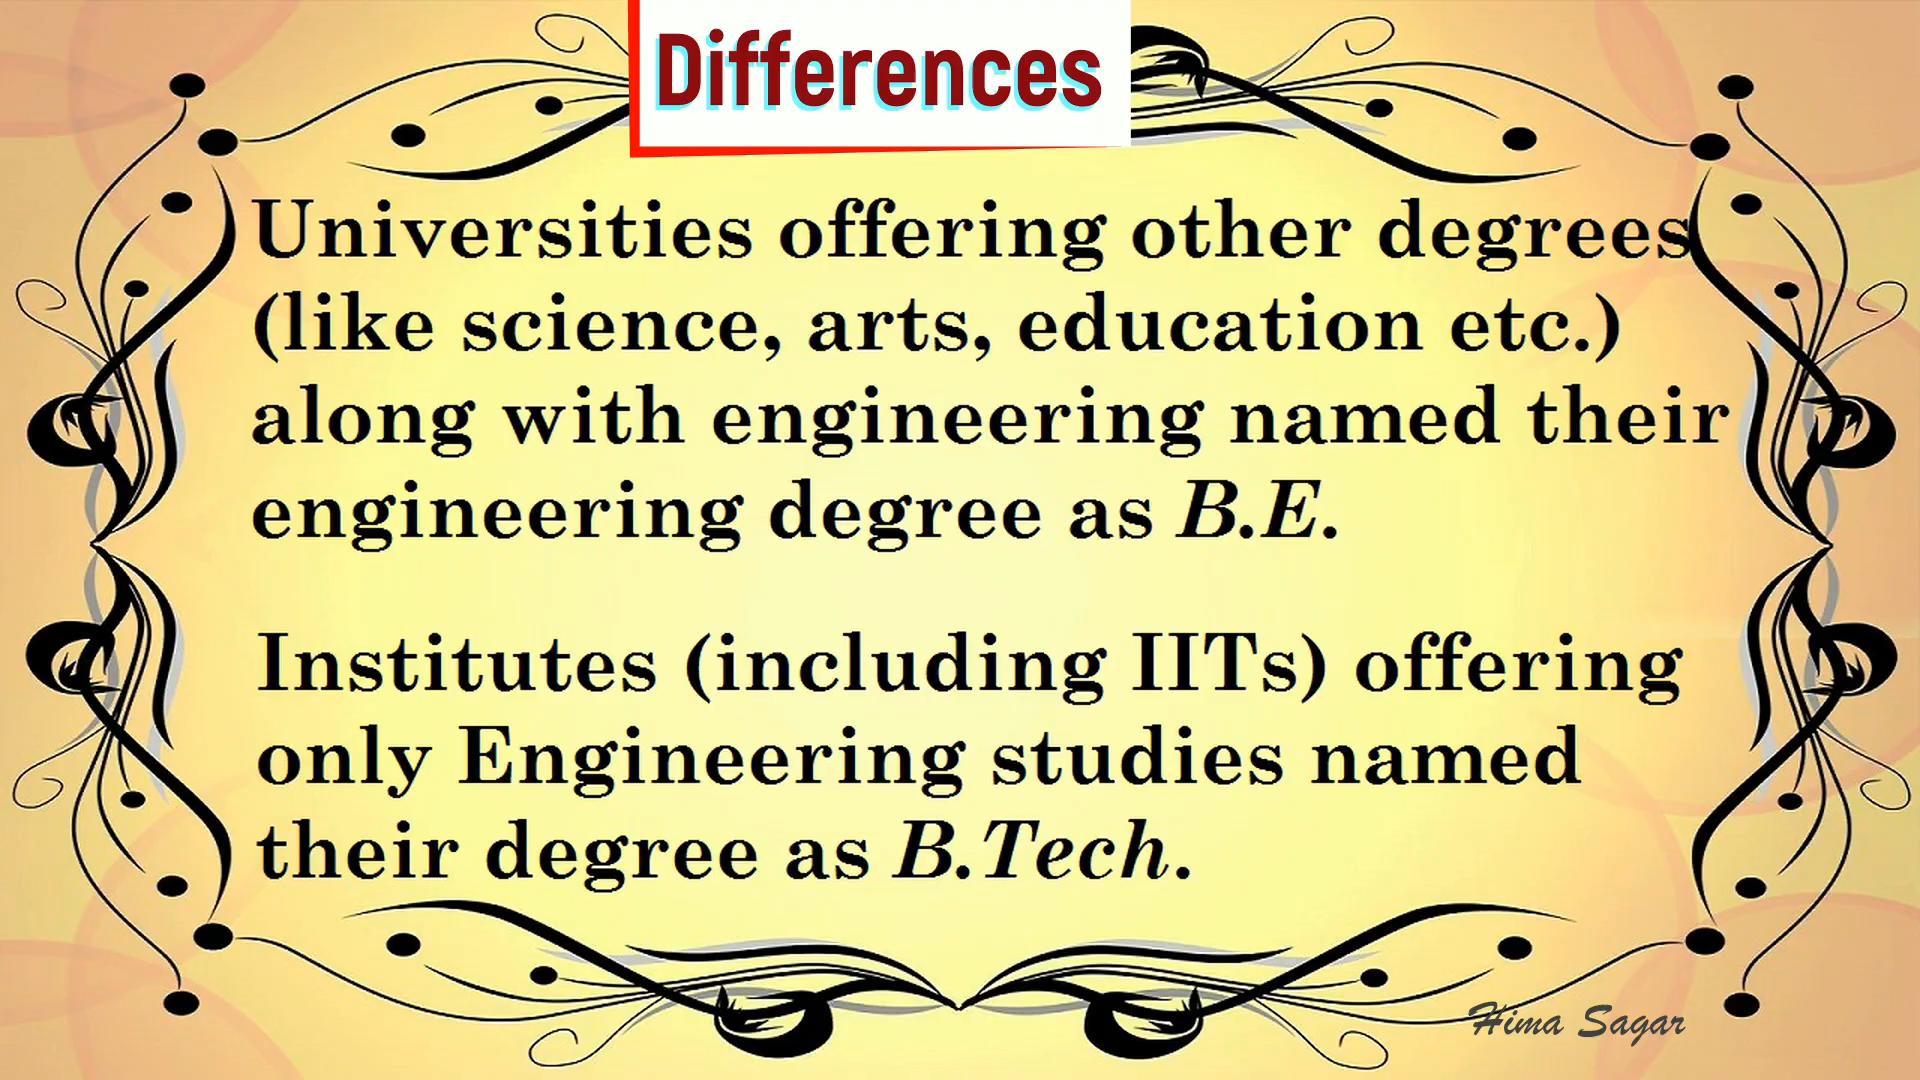 Differences
Universities offering other degrees
(like science, arts, education etc.)
along with engineering named their
engineering degree as B.E.
Institutes (including IITs) offering
only Engineering studies named
their degree as B.Tech.
Hima Sagar